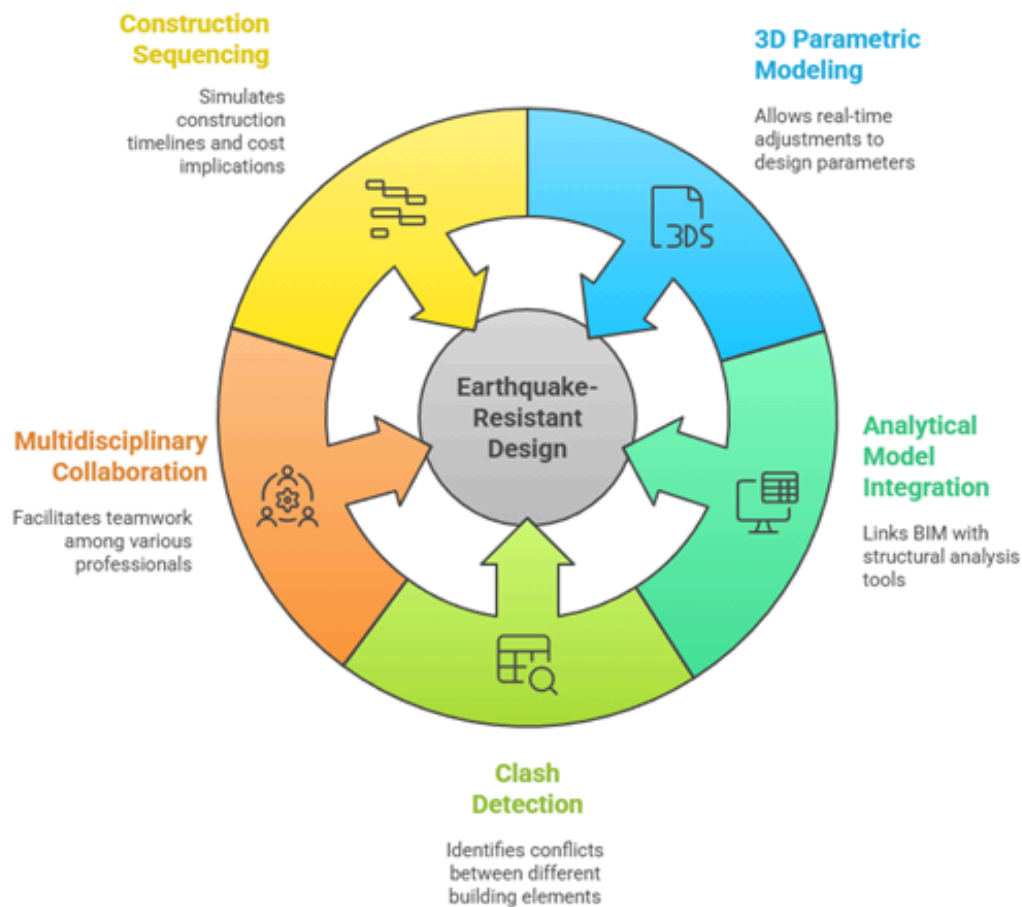 Construction
Sequencing
Simulates
construction
timelines and cost
implications
3D Parametric
Modeling
Allows real-time
adjustments to
design parameters
3DS
Earthquake-
Resistant
Design
Multidisciplinary
Collaboration
Facilitates teamwork
among various
professionals
Analytical
Model
Integration
Links BIM with
structural analysis
tools
Clash
Detection
Identifies conflicts
between different
building elements